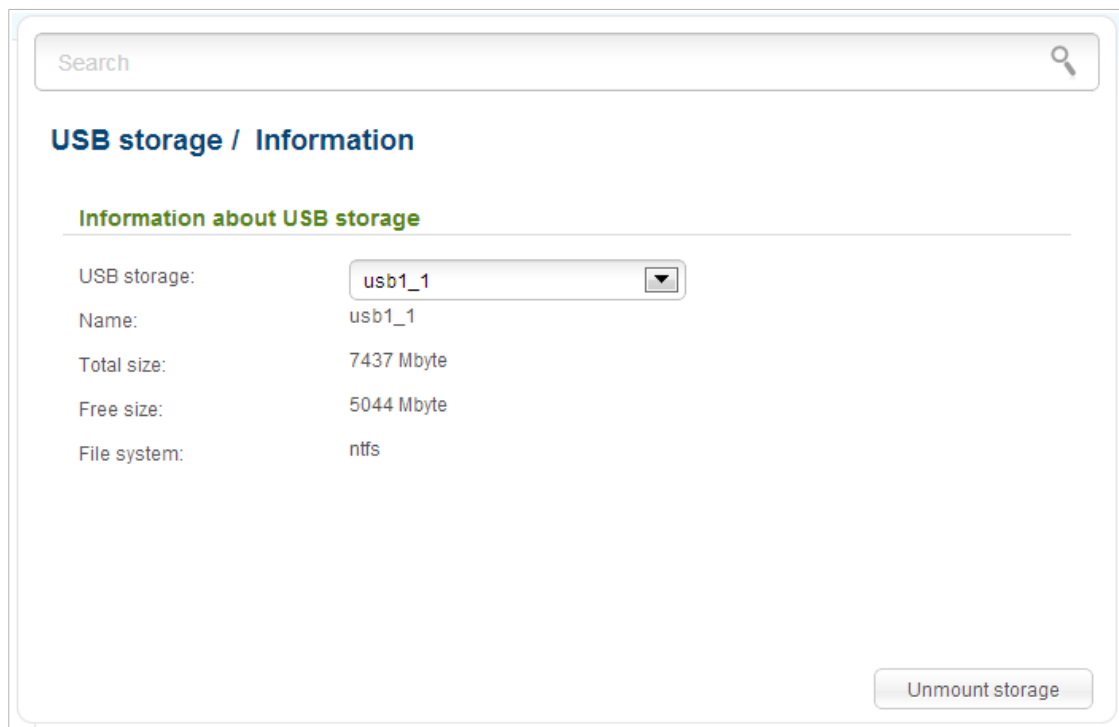 Search
USB storage / Information
Information about USB storage
USB storage: usb1_1
Name: usb1_1
Total size: 7437 Mbyte
Free size: 5044 Mbyte
File system: ntfs
Unmount storage